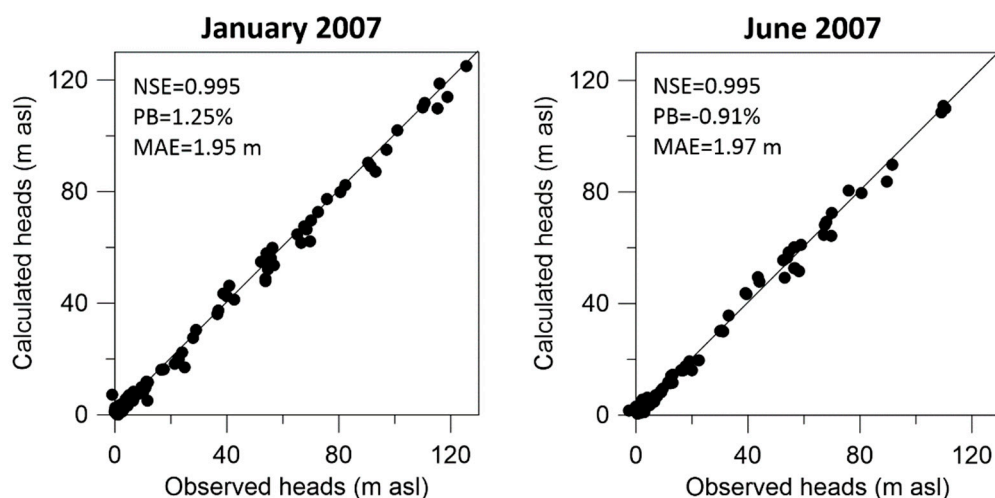 January 2007
NSE=0.995
PB=1.25%
MAE=1.95 m
120
80
40
0
Calculated heads (m asl)
0 40 80 120
Observed heads (m asl)
June 2007
NSE=0.995
PB=-0.91%
MAE=1.97 m
120
80
40
0
Calculated heads (m asl)
0 40 80 120
Observed heads (m asl)